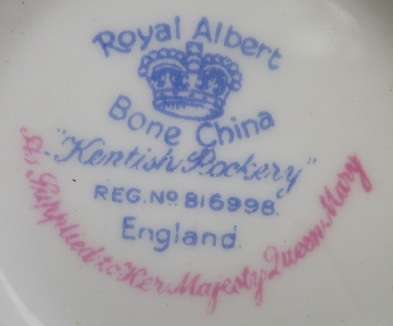 Royal Albert
Bone China
"Kentish Rockery"
REG. No. 816998.
England
As Supplied to Her Majesty Queen Mary